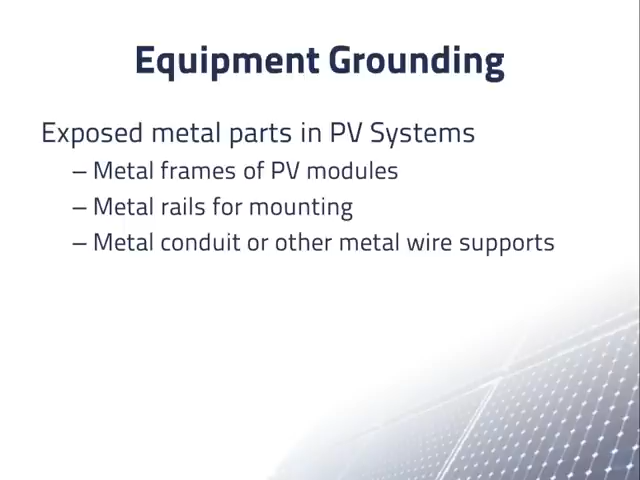 Equipment Grounding
Exposed metal parts in PV Systems
– Metal frames of PV modules
– Metal rails for mounting
– Metal conduit or other metal wire supports